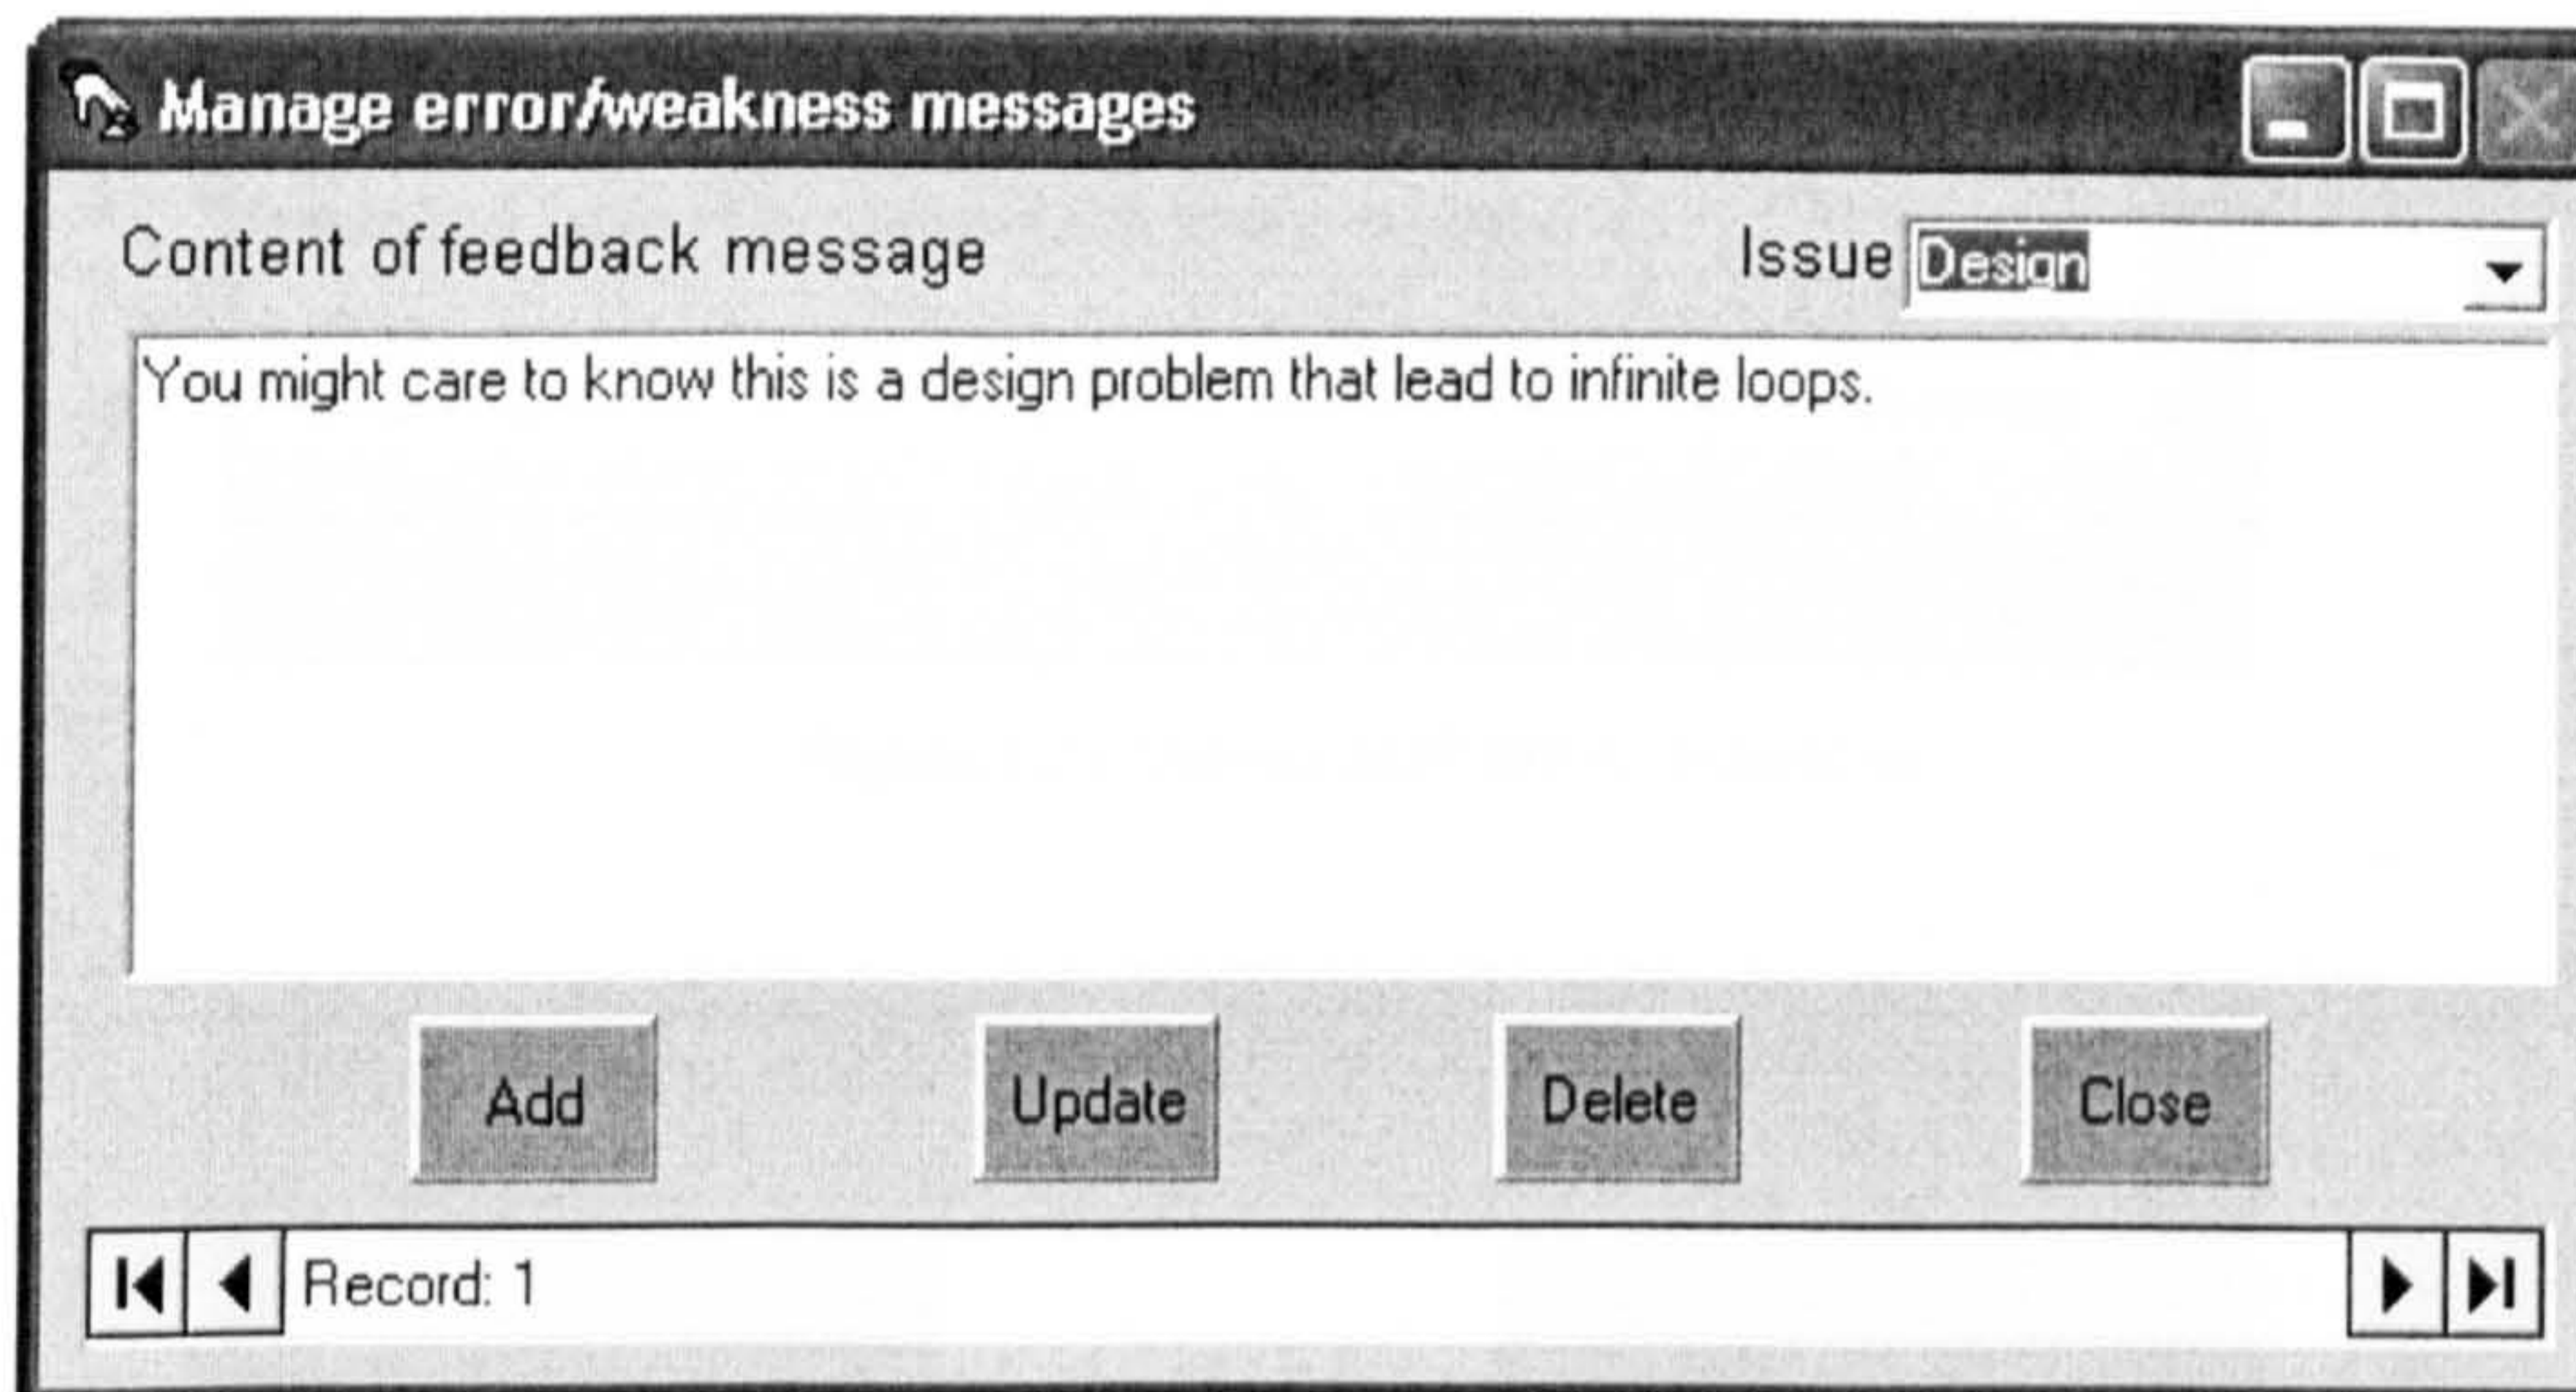 Manage error/weakness messages
Content of feedback message
Issue Design
You might care to know this is a design problem that lead to infinite loops.
Add Update Delete Close
Record: 1